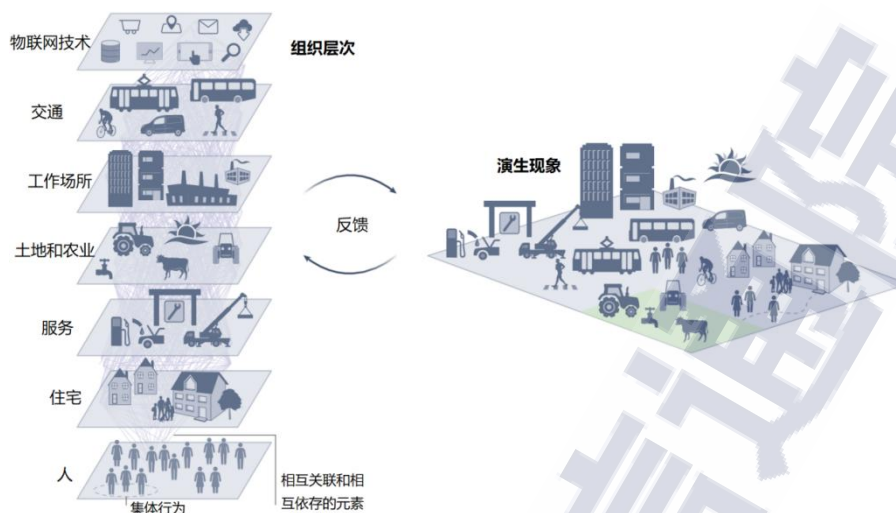 物联网技术
组织层次
交通
工作场所
演生现象
反馈
土地和农业
服务
住宅
人
相互关联和相
互依存的元素
集体行为